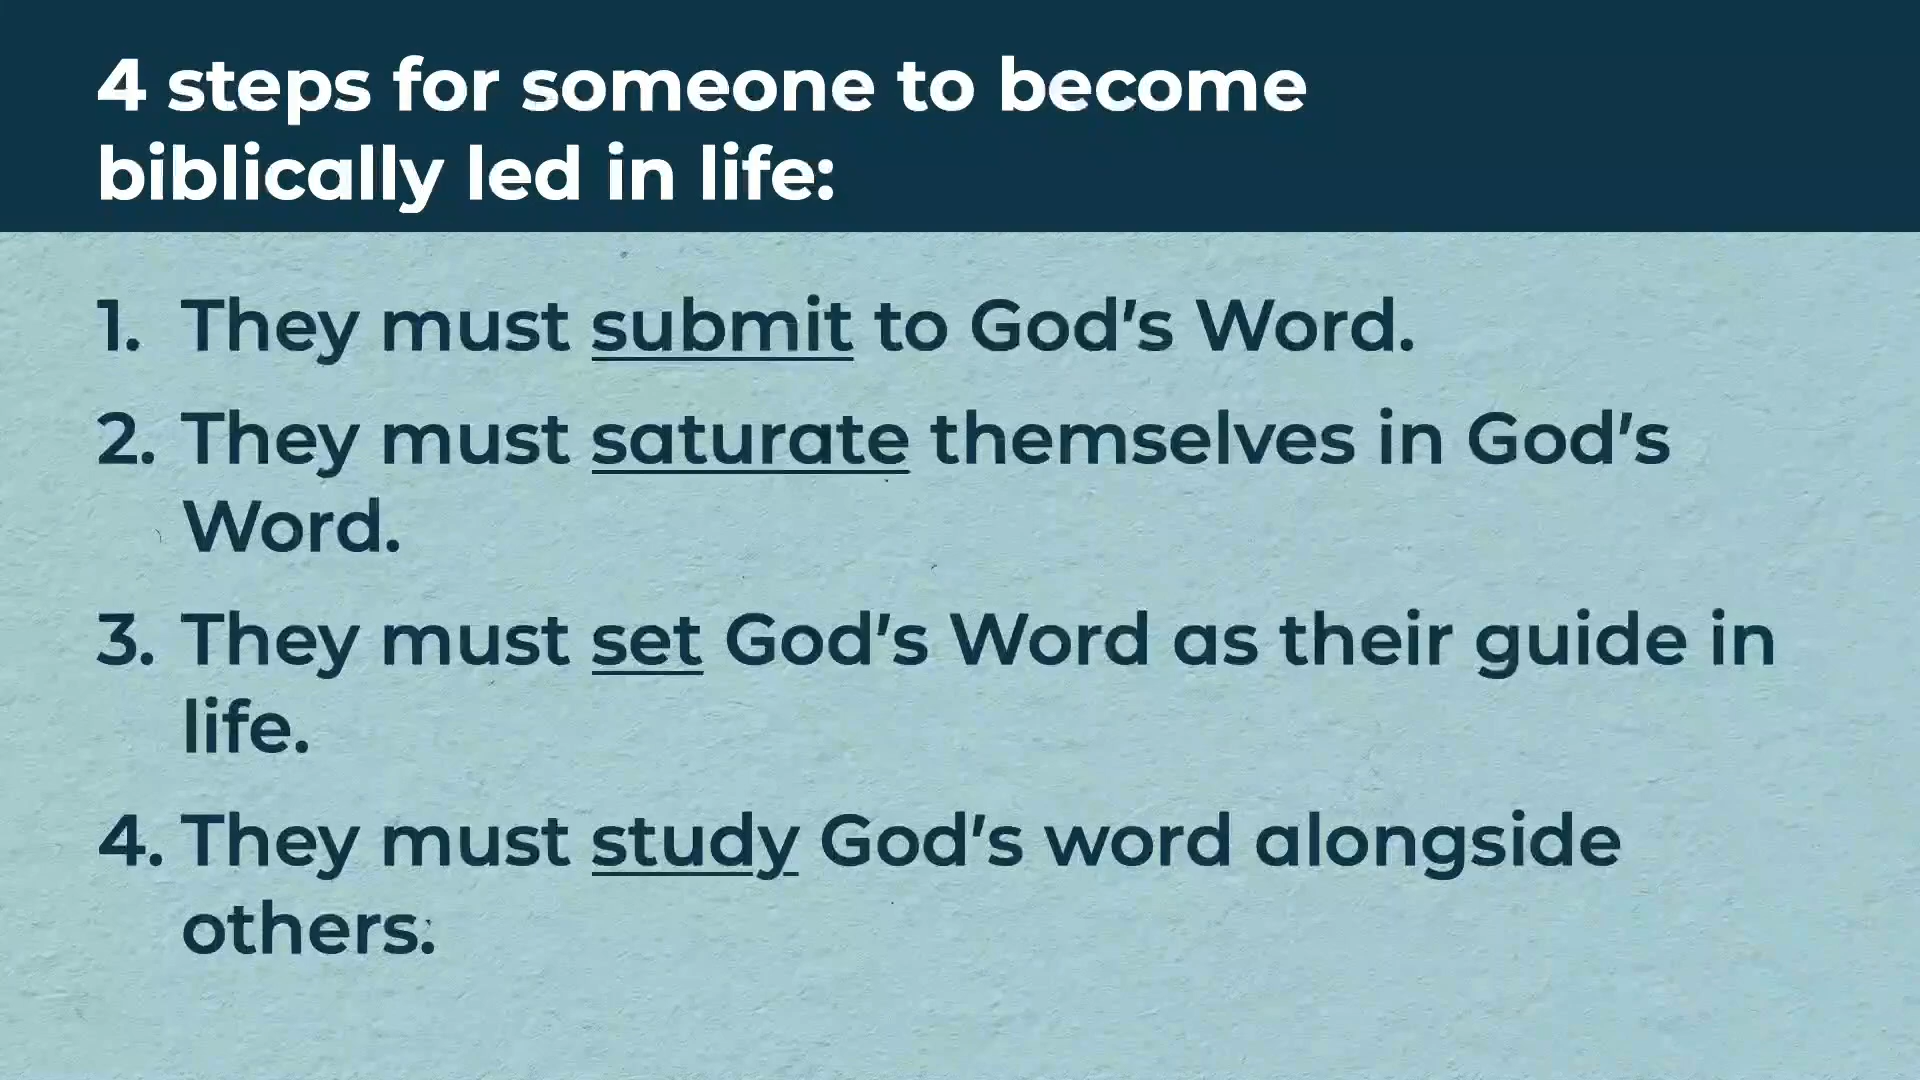 4 steps for someone to become
biblically led in life:
1. They must submit to God’s Word.
2. They must saturate themselves in God’s
Word.
3. They must set God’s Word as their guide in
life.
4. They must study God’s word alongside
others.